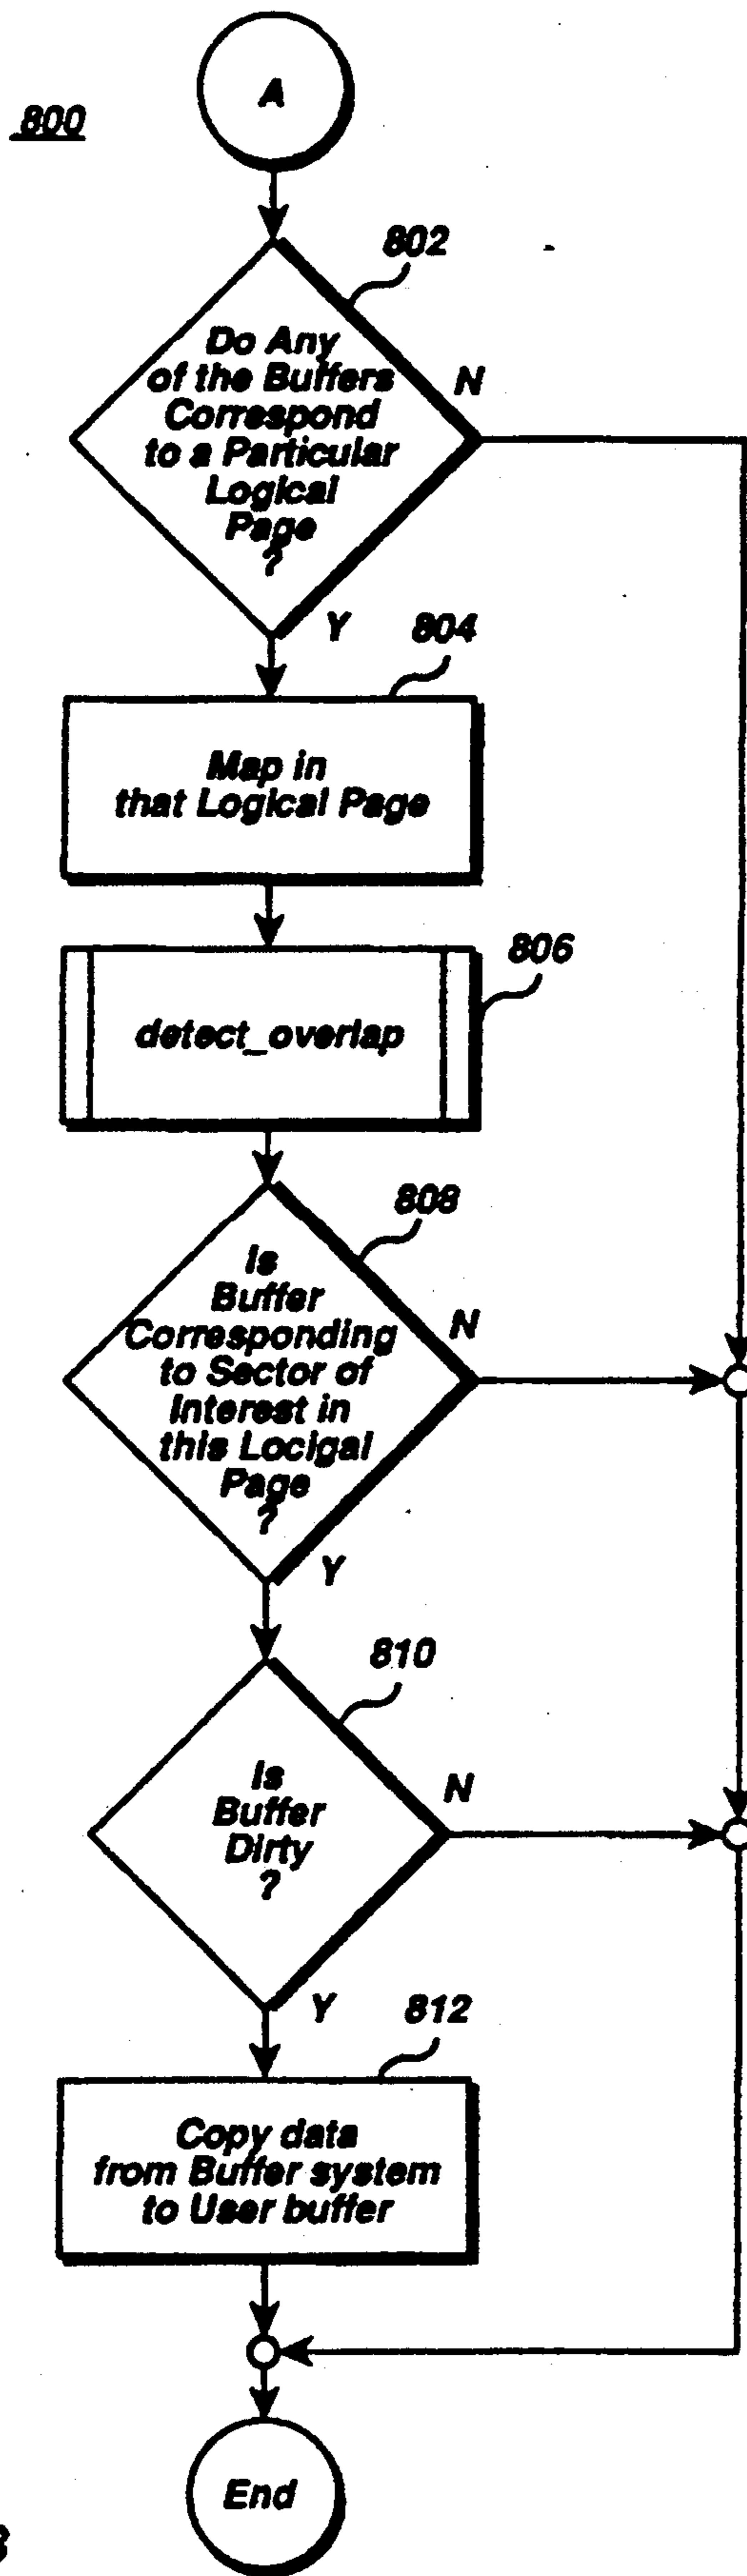 A
800
802
Do Any
of the Buffers
Correspond
to a Particular
Logical
Page
?
N
Y
804
Map in
that Logical Page
806
detect_overlap
808
Is
Buffer
Corresponding
to Sector of
Interest in
this Locigal
Page
?
N
Y
810
Is
Buffer
Dirty
?
N
Y
812
Copy data
from Buffer system
to User buffer
End